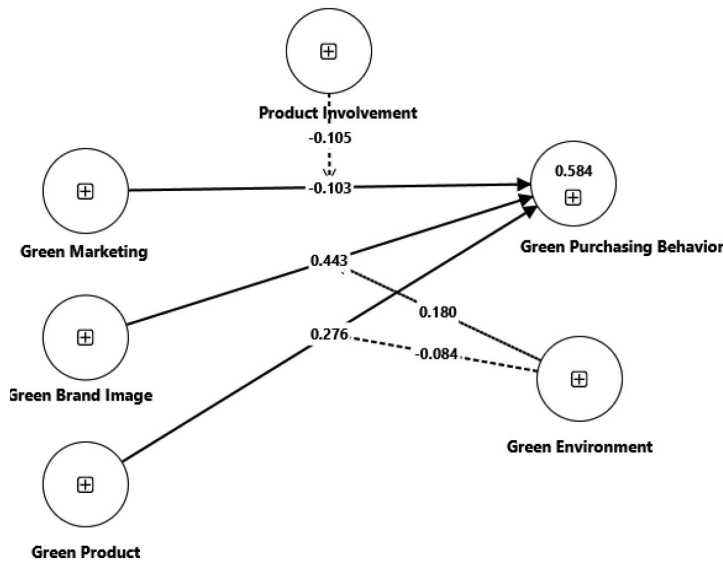 Product Involvement
-0.105
0.584
-0.103
Green Marketing
Green Purchasing Behavior
0.443
0.180
0.276
-0.084
Green Brand Image
Green Environment
Green Product